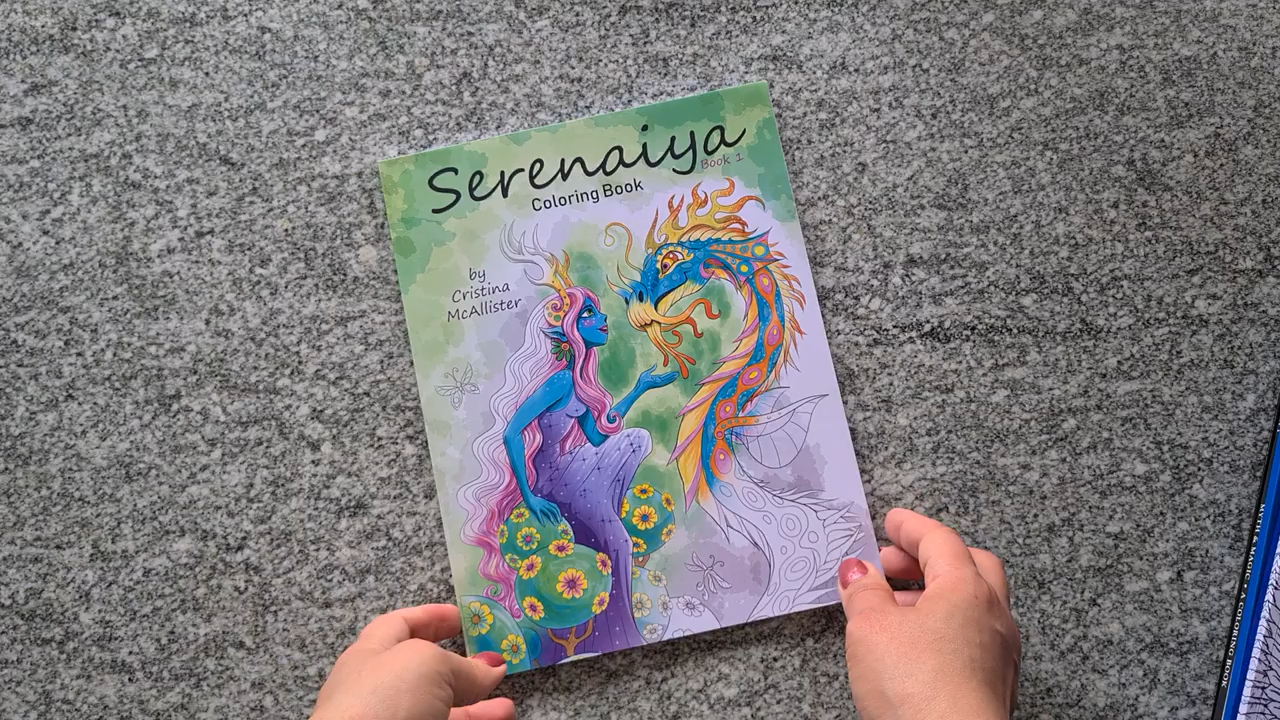 Serenaiya
Book 1
Coloring Book
by
Cristina
McAllister
MYTH & MAGIC • A COLORING BOOK